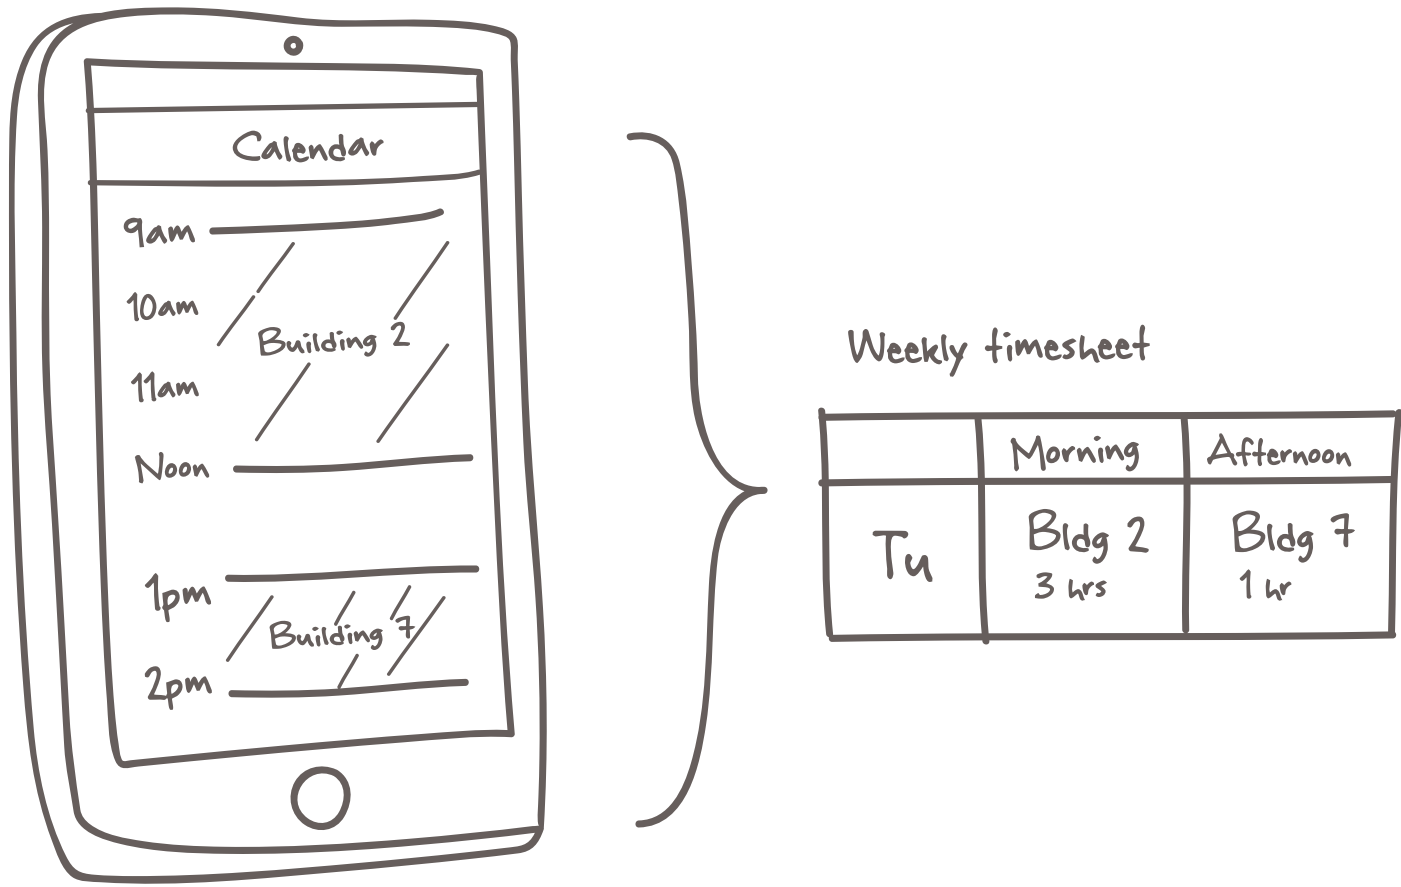 Calendar
9am
10am
Building 2
11am
Noon
1pm
Building 7
2pm
Weekly timesheet
Morning Afternoon
Tu Bldg 2 Bldg 7
3 hrs 1 hr